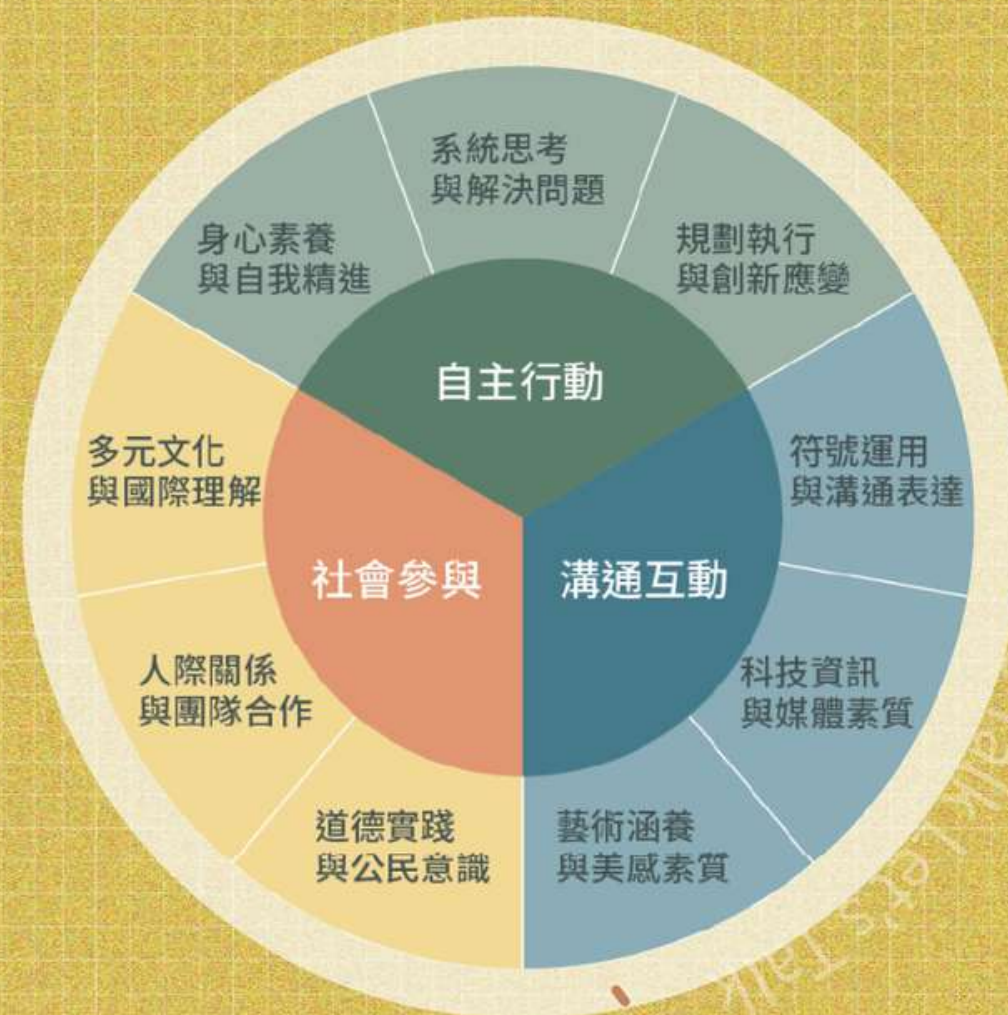 系統思考
與解決問題
規劃執行
與創新應變
身心素養
與自我精進
自主行動
多元文化
與國際理解
符號運用
與溝通表達
社會參與
溝通互動
人際關係
與團隊合作
科技資訊
與媒體素質
道德實踐
與公民意識
藝術涵養
與美感素質
alk Let's Talk